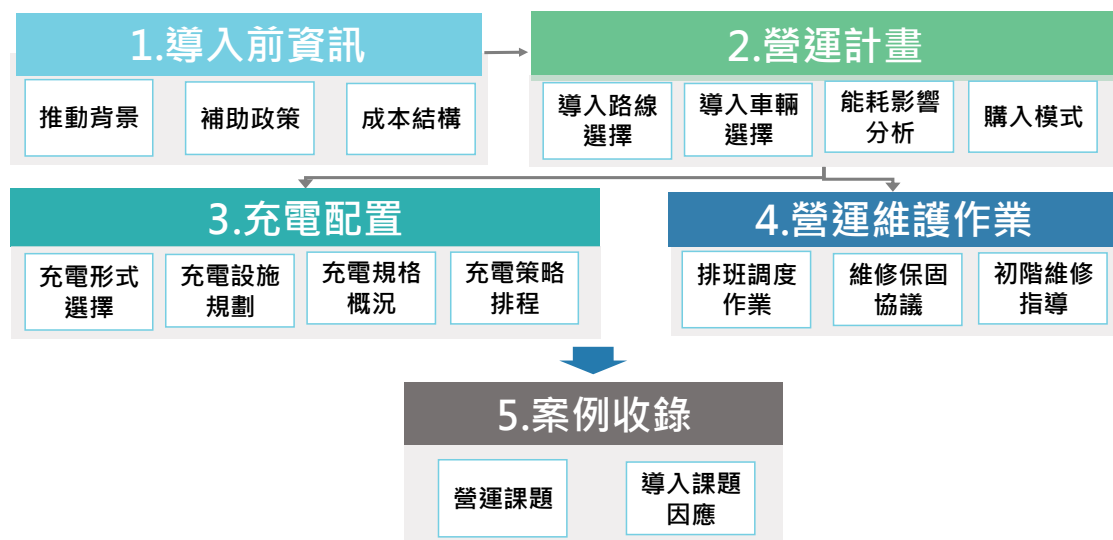 1.導入前資訊
推動背景
補助政策
成本結構
2.營運計畫
導入路線
選擇
導入車輛
選擇
能耗影響
分析
購入模式
3.充電配置
充電形式
選擇
充電設施
規劃
充電規格
概況
充電策略
排程
4.營運維護作業
排班調度
作業
維修保固
協議
初階維修
指導
5.案例收錄
營運課題
導入課題
因應